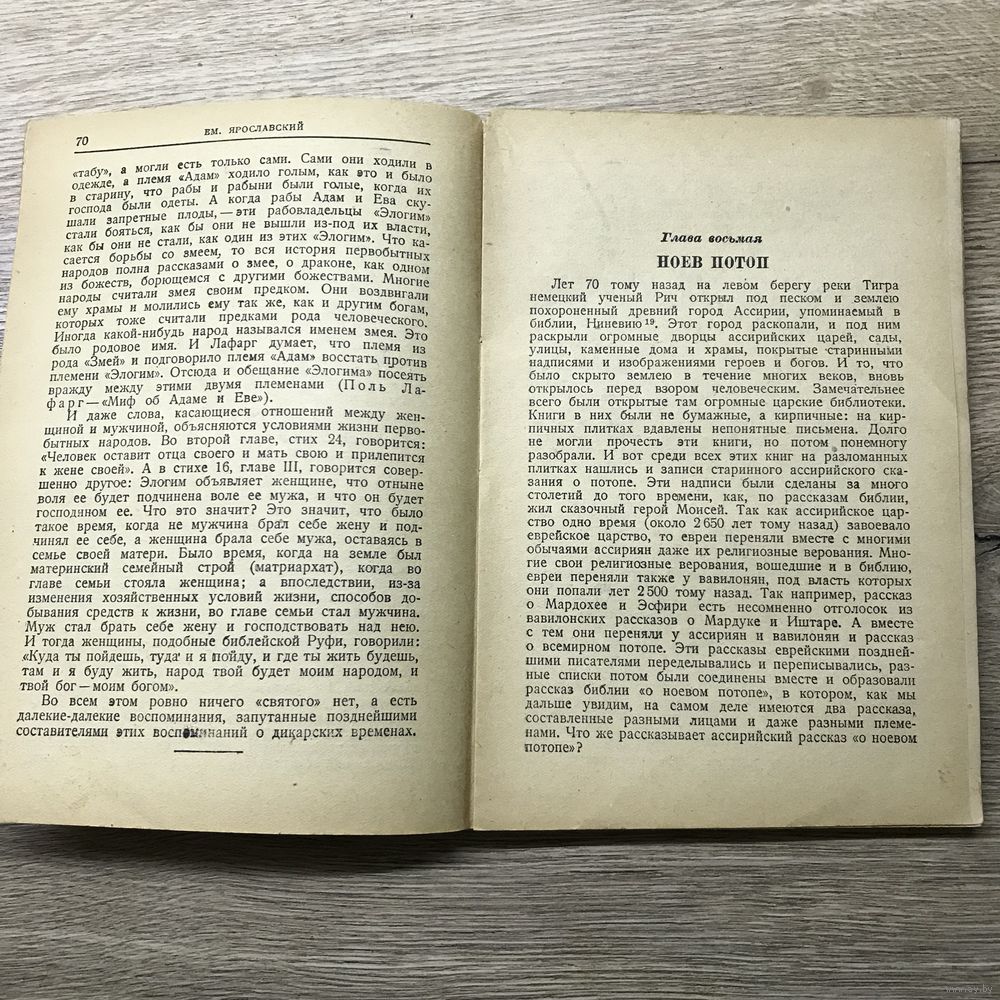 70
ЕМ. ЯРОСЛАВСКИЙ
«табу», а могли есть только сами. Сами они ходили в
одежде, а племя «Адам» ходило голым, как это и было
в старину, что рабы и рабыни были голые, когда их
господа были одеты. А когда рабы Адам и Ева ску-
шали запретные плоды,—эти рабовладельцы «Элогим»
стали бояться, как бы они не вышли из-под их власти,
как бы они не стали, как один из этих «Элогим». Что ка-
сается борьбы со змеем, то вся история первобытных
народов полна рассказами о змее, о драконе, как одном
из божеств, борющемся с другими божествами. Многие
народы считали змея своим предком. Они воздвигали
ему храмы и молились ему так же, как и другим богам,
которых тоже считали предками рода человеческого.
Иногда какой-нибудь народ назывался именем змея. Это
было родовое имя. И Лафарг думает, что племя из
рода «Змей» и подговорило племя «Адам» восстать против
племени «Элогим». Отсюда и обещание «Элогима» посеять
вражду между этими двумя племенами (Поль Ла-
фарг—«Миф об Адаме и Еве»).
И даже слова, касающиеся отношений между жен-
щиной и мужчиной, объясняются условиями жизни перво-
бытных народов. Во второй главе, стих 24, говорится:
«Человек оставит отца своего и мать свою и прилепится
к жене своей». А в стихе 16, главе III, говорится совер-
шенно другое: Элогим объявляет женщине, что отныне
воля ее будет подчинена воле ее мужа, и что он будет
господином ее. Что это значит? Это значит, что было
такое время, когда не мужчина брал себе жену и под-
чинял ее себе, а женщина брала себе мужа, оставаясь в
семье своей матери. Было время, когда на земле был
материнский семейный строй (матриархат), когда во
главе семьи стояла женщина; а впоследствии, из-за
изменения хозяйственных условий жизни, способов до-
бывания средств к жизни, во главе семьи стал мужчина.
Муж стал брать себе жену и господствовать над нею.
И тогда женщины, подобные библейской Руфи, говорили:
«Куда ты пойдешь, туда и я пойду, и где ты жить будешь,
там и я буду жить, народ твой будет моим народом, и
твой бог—моим богом».
Во всем этом ровно ничего «святого» нет, а есть
далекие-далекие воспоминания, запутанные позднейшими
составителями этих воспоминаний о дикарских временах.
Глава восьмая
НОЕВ ПОТОП
Лет 70 тому назад на левом берегу реки Тигра
немецкий ученый Рич открыл под песком и землею
похороненный древний город Ассирии, упоминаемый в
библии, Ниневию¹⁹. Этот город раскопали, и под ним
раскрыли огромные дворцы ассирийских царей, сады,
улицы, каменные дома и храмы, покрытые старинными
надписями и изображениями героев и богов. И то, что
было скрыто землею в течение многих веков, вновь
открылось перед взором человеческим. Замечательнее
всего были открытые там огромные царские библиотеки.
Книги в них были не бумажные, а кирпичные: на кир-
пичных плитках вдавлены непонятные письмена. Долго
не могли прочесть эти книги, но потом понемногу
разобрали. И вот среди всех этих книг на разломанных
плитках нашлись и записи старинного ассирийского ска-
зания о потопе. Эти надписи были сделаны за много
столетий до того времени, как, по рассказам библии,
жил сказочный герой Моисей. Так как ассирийское цар-
ство одно время (около 2 650 лет тому назад) завоевало
еврейское царство, то евреи переняли вместе с многими
обычаями ассириян даже их религиозные верования. Мно-
гие свои религиозные верования, вошедшие и в библию,
евреи переняли также у вавилонян, под власть которых
они попали лет 2 500 тому назад. Так например, рассказ
о Мардохее и Эсфири есть несомненно отголосок из
вавилонских рассказов о Мардуке и Иштаре. А вместе
с тем они переняли у ассириян и вавилонян и рассказ
о всемирном потопе. Эти рассказы еврейскими поздней-
шими писателями переделывались и переписывались, раз-
ные списки потом были соединены вместе и образовали
рассказ библии «о ноевом потопе», в котором, как мы
дальше увидим, на самом деле имеются два рассказа,
составленные разными лицами и даже разными племе-
нами. Что же рассказывает ассирийский рассказ «о ноевом
потопе»?